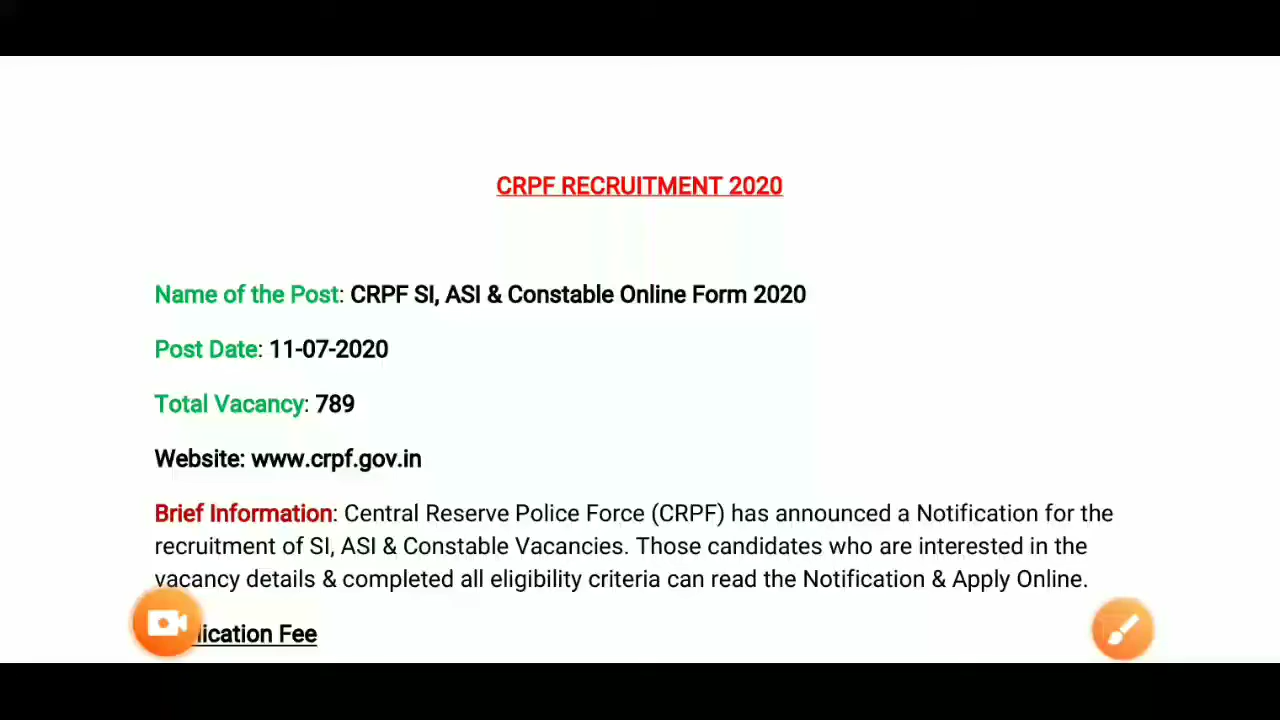 CRPF RECRUITMENT 2020
Name of the Post: CRPF SI, ASI & Constable Online Form 2020
Post Date: 11-07-2020
Total Vacancy: 789
Website: www.crpf.gov.in
Brief Information: Central Reserve Police Force (CRPF) has announced a Notification for the
recruitment of SI, ASI & Constable Vacancies. Those candidates who are interested in the
vacancy details & completed all eligibility criteria can read the Notification & Apply Online.
Fee